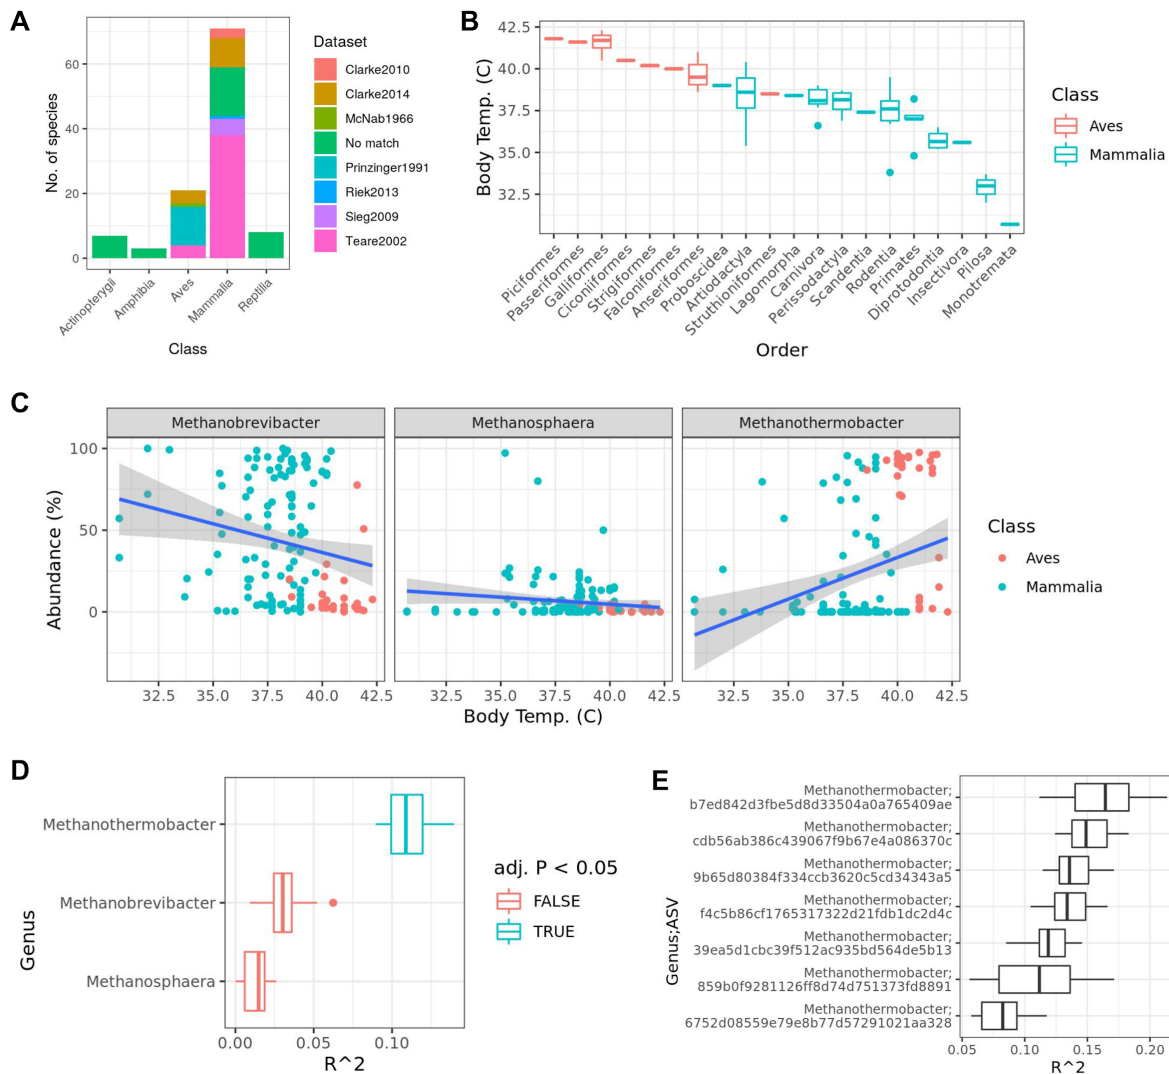 A
No. of species
60
40
20
0
Actinopterygii
Amphibia
Aves
Mammalia
Reptilia
Class
Dataset
Clarke2010
Clarke2014
McNab1966
No match
Prinzinger1991
Riek2013
Sieg2009
Teare2002
B
Body Temp. (C)
42.5
40.0
37.5
35.0
32.5
Piciformes
Passeriformes
Galliformes
Ciconiiformes
Strigiformes
Falconiformes
Anseriformes
Proboscidea
Artiodactyla
Struthioniformes
Lagomorpha
Carnivora
Perissodactyla
Scandentia
Rodentia
Primates
Diprotodontia
Insectivora
Pilosa
Monotremata
Order
Class
Aves
Mammalia
C
Methanobrevibacter
Methanosphaera
Methanothermobacter
Abundance (%)
100
50
0
32.5 35.0 37.5 40.0 42.5
32.5 35.0 37.5 40.0 42.5
32.5 35.0 37.5 40.0 42.5
Body Temp. (C)
Class
Aves
Mammalia
D
Genus
Methanothermobacter
Methanobrevibacter
Methanosphaera
0.00 0.05 0.10
R^2
adj. P < 0.05
FALSE
TRUE
E
Genus;ASV
Methanothermobacter;
b7ed842d3fbe5d8d33504a0a765409ae
Methanothermobacter;
cdb56ab386c439067f9b67e4a086370c
Methanothermobacter;
9b65d80384f334ccb3620c5cd34343a5
Methanothermobacter;
f4c5b86cf1765317322d21fdb1dc2d4c
Methanothermobacter;
39ea5d1cbc39f512ac935bd564de5b13
Methanothermobacter;
859b0f9281126ff8d74d751373fd8891
Methanothermobacter;
6752d08559e79e8b77d57291021aa328
0.05 0.10 0.15 0.20
R^2